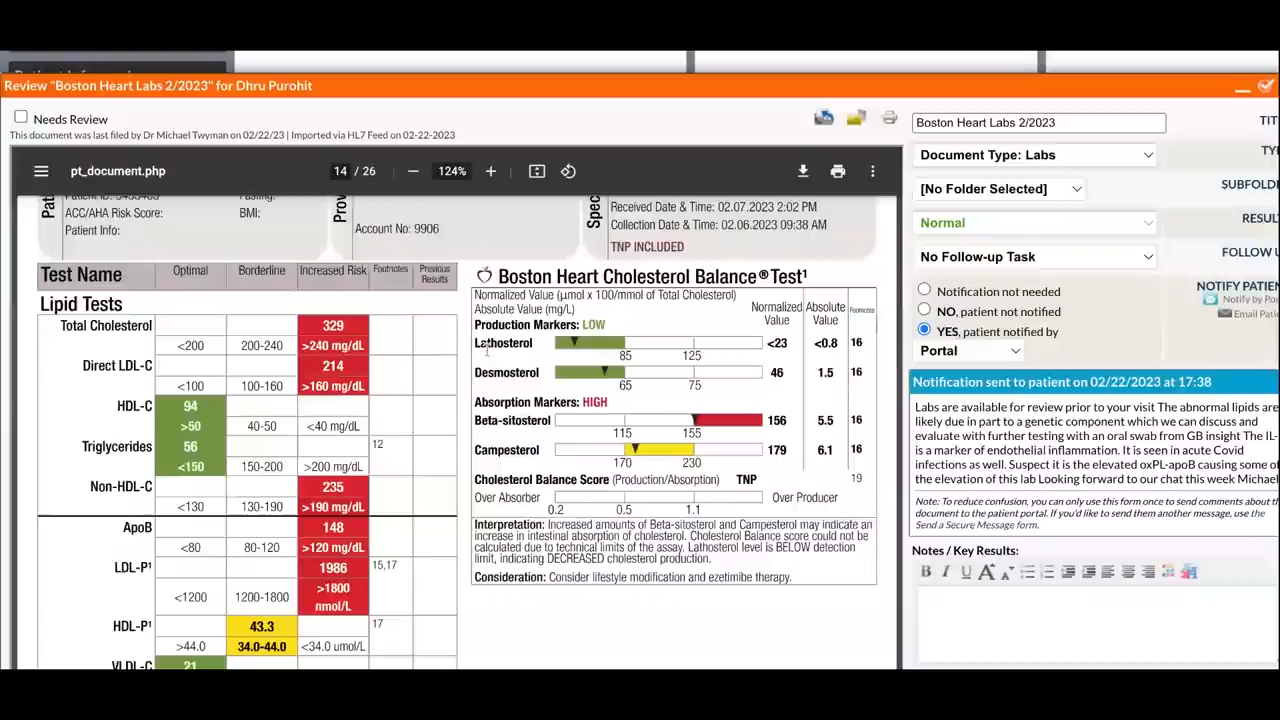 Review "Boston Heart Labs 2/2023" for Dhru Purohit
Needs Review
This document was last filed by Dr Michael Twyman on 02/22/23 | Imported via HL7 Feed on 02-22-2023
pt_document.php
14 / 26
124%
ACC/AHA Risk Score:
BMI:
Patient Info:
Account No: 9906
Received Date & Time: 02.07.2023 2:02 PM
Collection Date & Time: 02.06.2023 09:38 AM
TNP INCLUDED
Test Name Optimal Borderline Increased Risk Footnotes Previous Results
Lipid Tests
Total Cholesterol 329
<200 200-240 >240 mg/dL
Direct LDL-C 214
<100 100-160 >160 mg/dL
HDL-C 94
>50 40-50 <40 mg/dL
Triglycerides 56 12
<150 150-200 >200 mg/dL
Non-HDL-C 235
<130 130-190 >190 mg/dL
ApoB 148
<80 80-120 >120 mg/dL
LDL-P¹ 1986 15,17
<1200 1200-1800 >1800 nmol/L
HDL-P¹ 43.3 17
>44.0 34.0-44.0 <34.0 umol/L
VLDL-C 21
Boston Heart Cholesterol Balance®Test¹
Normalized Value (µmol x 100/mmol of Total Cholesterol)
Absolute Value (mg/L)
Normalized Value Absolute Value Footnotes
Production Markers: LOW
Lathosterol <23 <0.8 16
85 125
Desmosterol 46 1.5 16
65 75
Absorption Markers: HIGH
Beta-sitosterol 156 5.5 16
115 155
Campesterol 179 6.1 16
170 230
Cholesterol Balance Score (Production/Absorption) TNP 19
Over Absorber Over Producer
0.2 0.5 1.1
Interpretation: Increased amounts of Beta-sitosterol and Campesterol may indicate an
increase in intestinal absorption of cholesterol. Cholesterol Balance score could not be
calculated due to technical limits of the assay. Lathosterol level is BELOW detection
limit, indicating DECREASED cholesterol production.
Consideration: Consider lifestyle modification and ezetimibe therapy.
Boston Heart Labs 2/2023
Document Type: Labs
[No Folder Selected]
SUBFOLD
Normal
RESUL
No Follow-up Task
FOLLOW U
Notification not needed
NOTIFY PATIEN
NO, patient not notified
Notify by Po
YES, patient notified by
Email Patie
Portal
Notification sent to patient on 02/22/2023 at 17:38
Labs are available for review prior to your visit The abnormal lipids are
likely due in part to a genetic component which we can discuss and
evaluate with further testing with an oral swab from GB insight The IL-
is a marker of endothelial inflammation. It is seen in acute Covid
infections as well. Suspect it is the elevated oxPL-apoB causing some of
the elevation of this lab Looking forward to our chat this week Michael
Note: To reduce confusion, you can only use this form once to send comments about th
document to the patient portal. If you'd like to send them another message, use the
Send a Secure Message form.
Notes / Key Results:
B I U A A